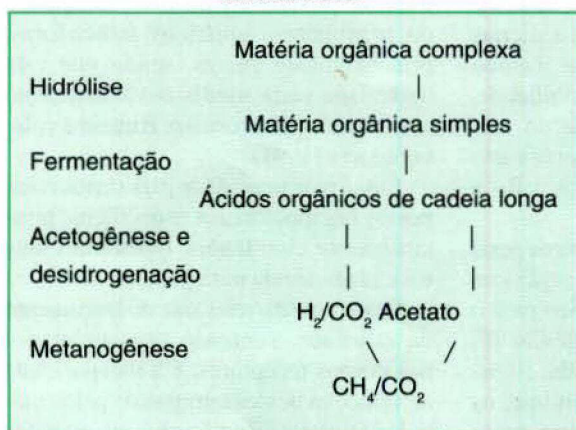 Matéria orgânica complexa
Hidrólise
Matéria orgânica simples
Fermentação
Ácidos orgânicos de cadeia longa
Acetogênese e
desidrogenação
H₂/CO₂ Acetato
Metanogênese
CH₄/CO₂